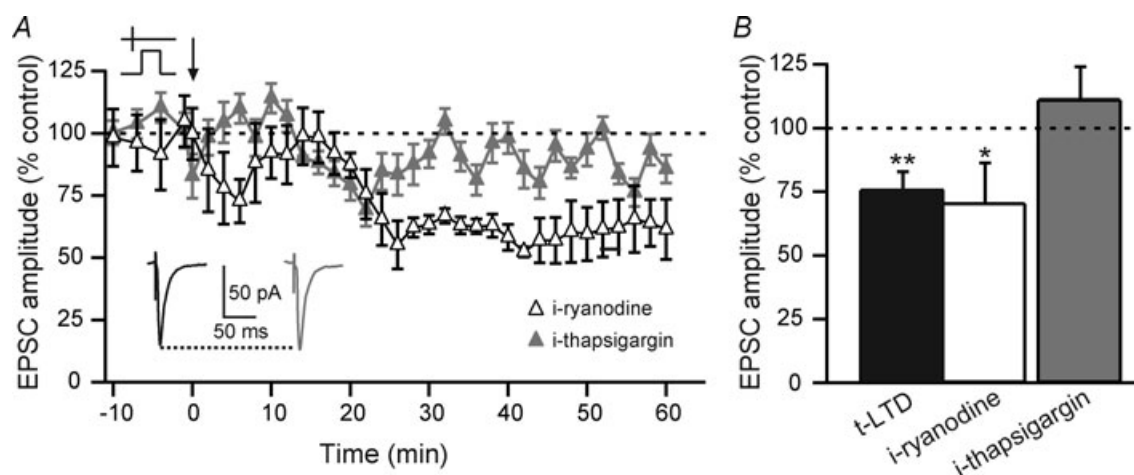 A
EPSC amplitude (% control)
125
100
75
50
25
0
50 pA
50 ms
i-ryanodine
i-thapsigargin
-10 0 10 20 30 40 50 60
Time (min)
B
EPSC amplitude (% control)
125
100
75
50
25
0
** *
t-LTD
i-ryanodine
i-thapsigargin